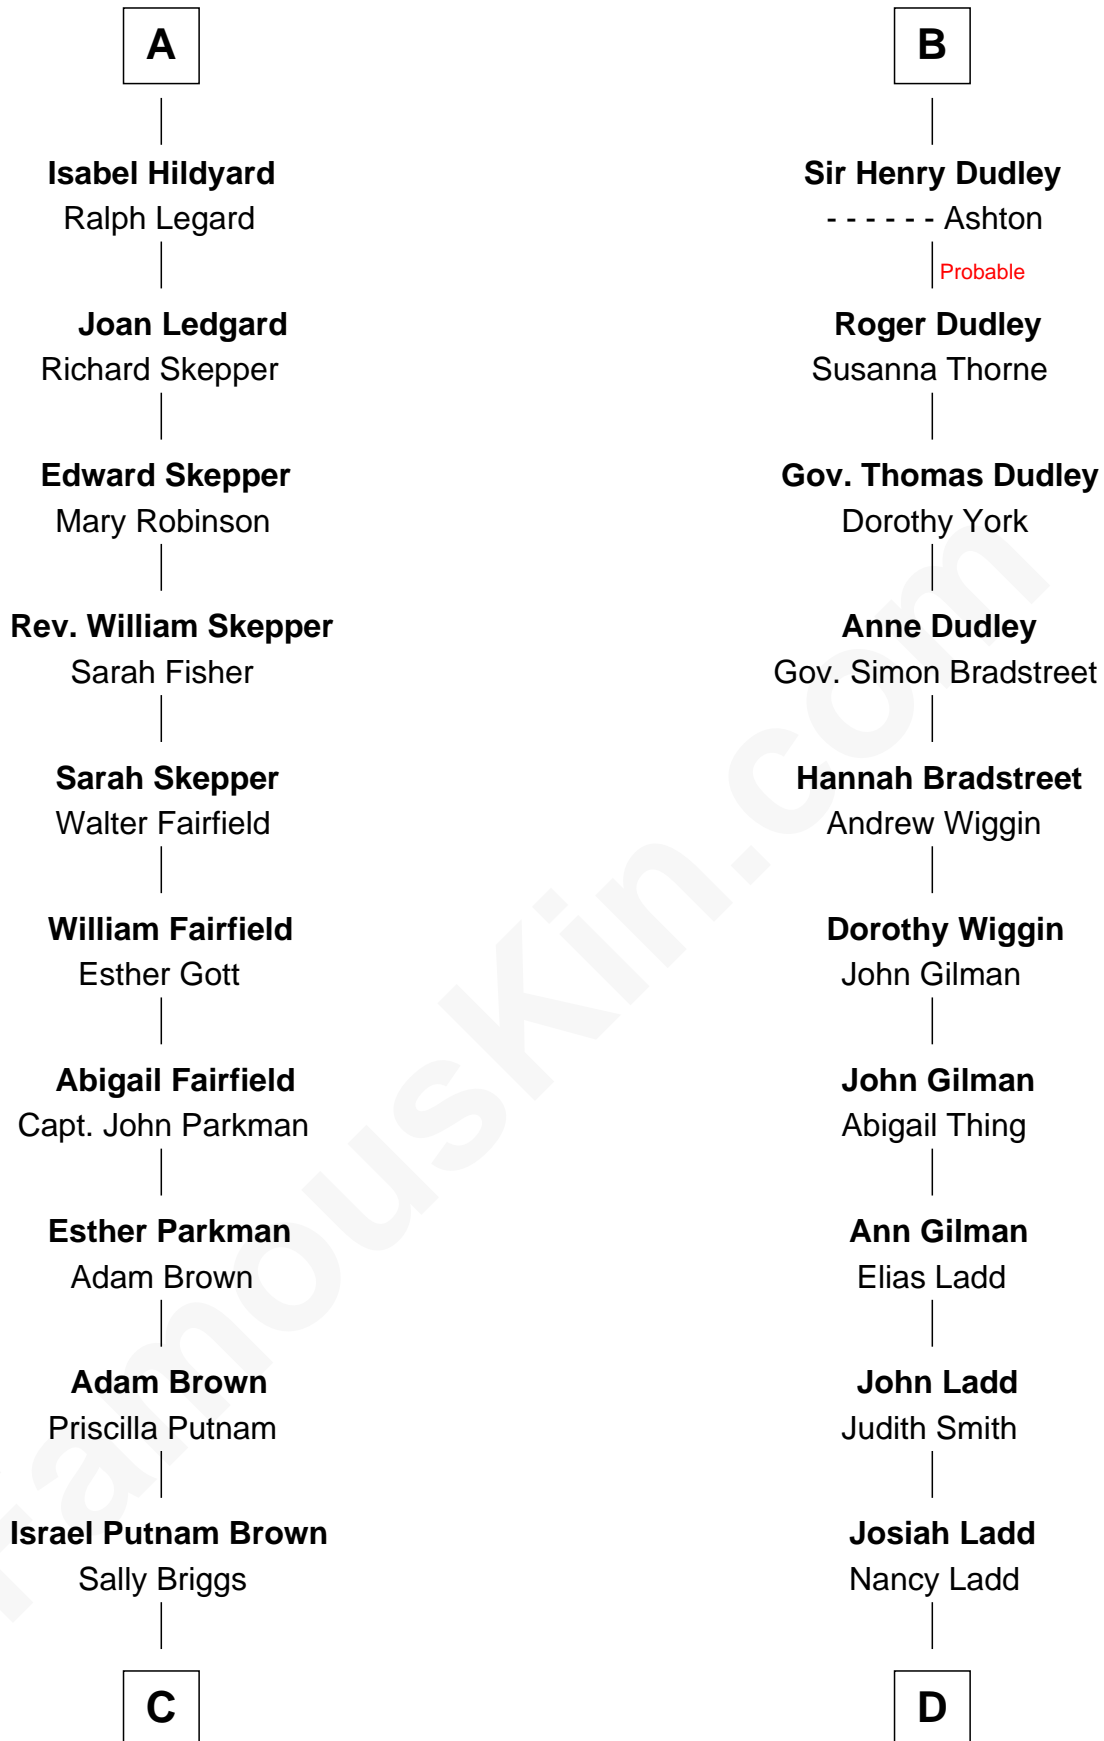 A
Isabel Hildyard
Ralph Legard
Joan Ledgard
Richard Skepper
Edward Skepper
Mary Robinson
Rev. William Skepper
Sarah Fisher
Sarah Skepper
Walter Fairfield
William Fairfield
Esther Gott
Abigail Fairfield
Capt. John Parkman
Esther Parkman
Adam Brown
Adam Brown
Priscilla Putnam
Israel Putnam Brown
Sally Briggs
C
B
Sir Henry Dudley
- - - - - - Ashton
Probable
Roger Dudley
Susanna Thorne
Gov. Thomas Dudley
Dorothy York
Anne Dudley
Gov. Simon Bradstreet
Hannah Bradstreet
Andrew Wiggin
Dorothy Wiggin
John Gilman
John Gilman
Abigail Thing
Ann Gilman
Elias Ladd
John Ladd
Judith Smith
Josiah Ladd
Nancy Ladd
D
FamousKin.com